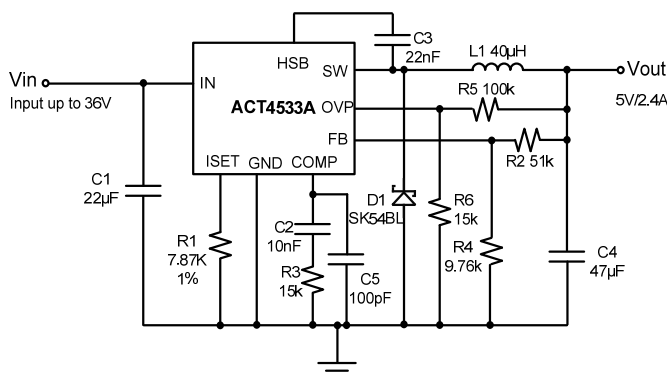 C3
22nF
L1 40μH
HSB
SW
Vin
IN
Vout
Input up to 36V
ACT4533A
OVP
R5 100k
5V/2.4A
FB
R2 51k
ISET
GND
COMP
C1
22μF
D1
SK54BL
R6
15k
C2
10nF
R1
7.87K
1%
R4
9.76k
C4
47μF
R3
15k
C5
100pF